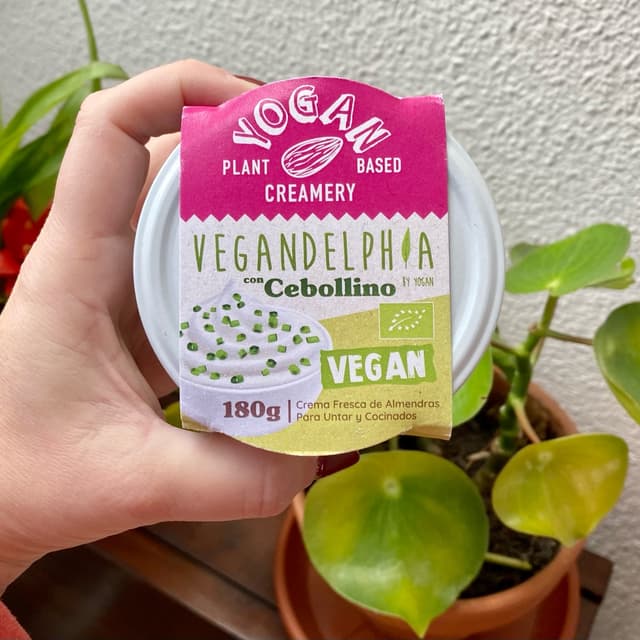 YOGAN
PLANT BASED
CREAMERY
VEGANDELPHIA
con Cebollino BY YOGAN
VEGAN
180g Crema Fresca de Almendras
Para Untar y Cocinados